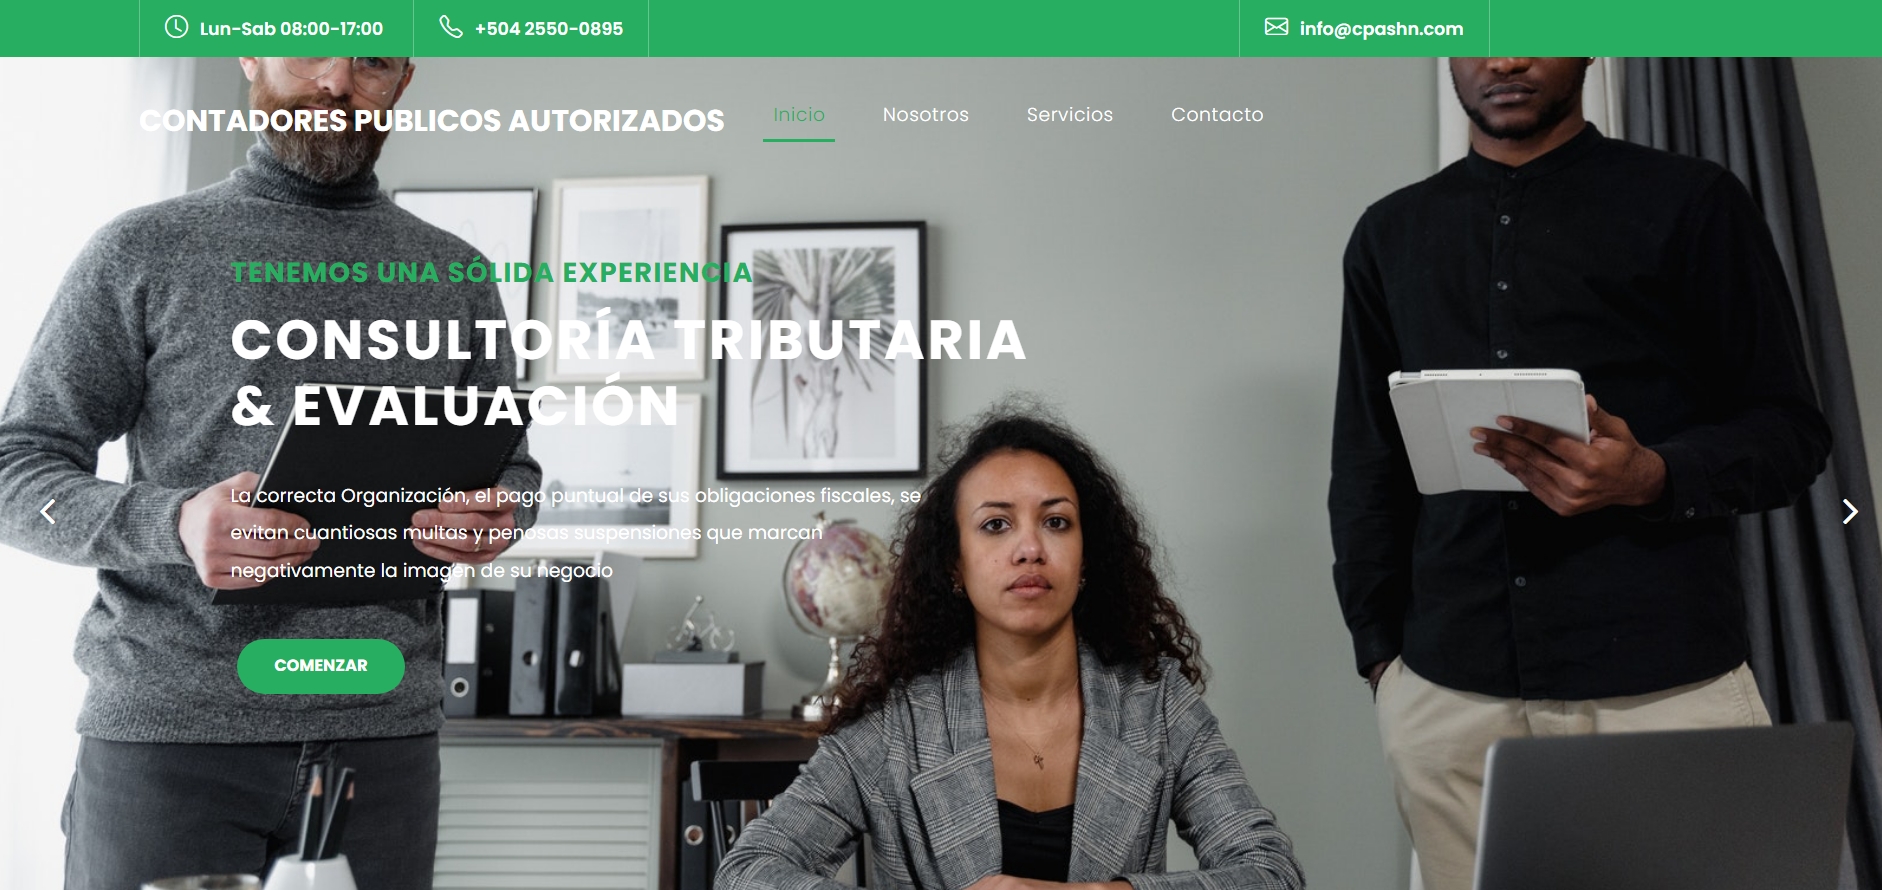 Lun-Sab 08:00-17:00
+504 2550-0895
info@cpashn.com
CONTADORES PUBLICOS AUTORIZADOS
Inicio
Nosotros
Servicios
Contacto
TENEMOS UNA SÓLIDA EXPERIENCIA
CONSULTORÍA TRIBUTARIA
& EVALUACIÓN
La correcta Organización, el pago puntual de sus obligaciones fiscales, se
evitan cuantiosas multas y penosas suspensiones que marcan
negativamente la imagen de su negocio
COMENZAR